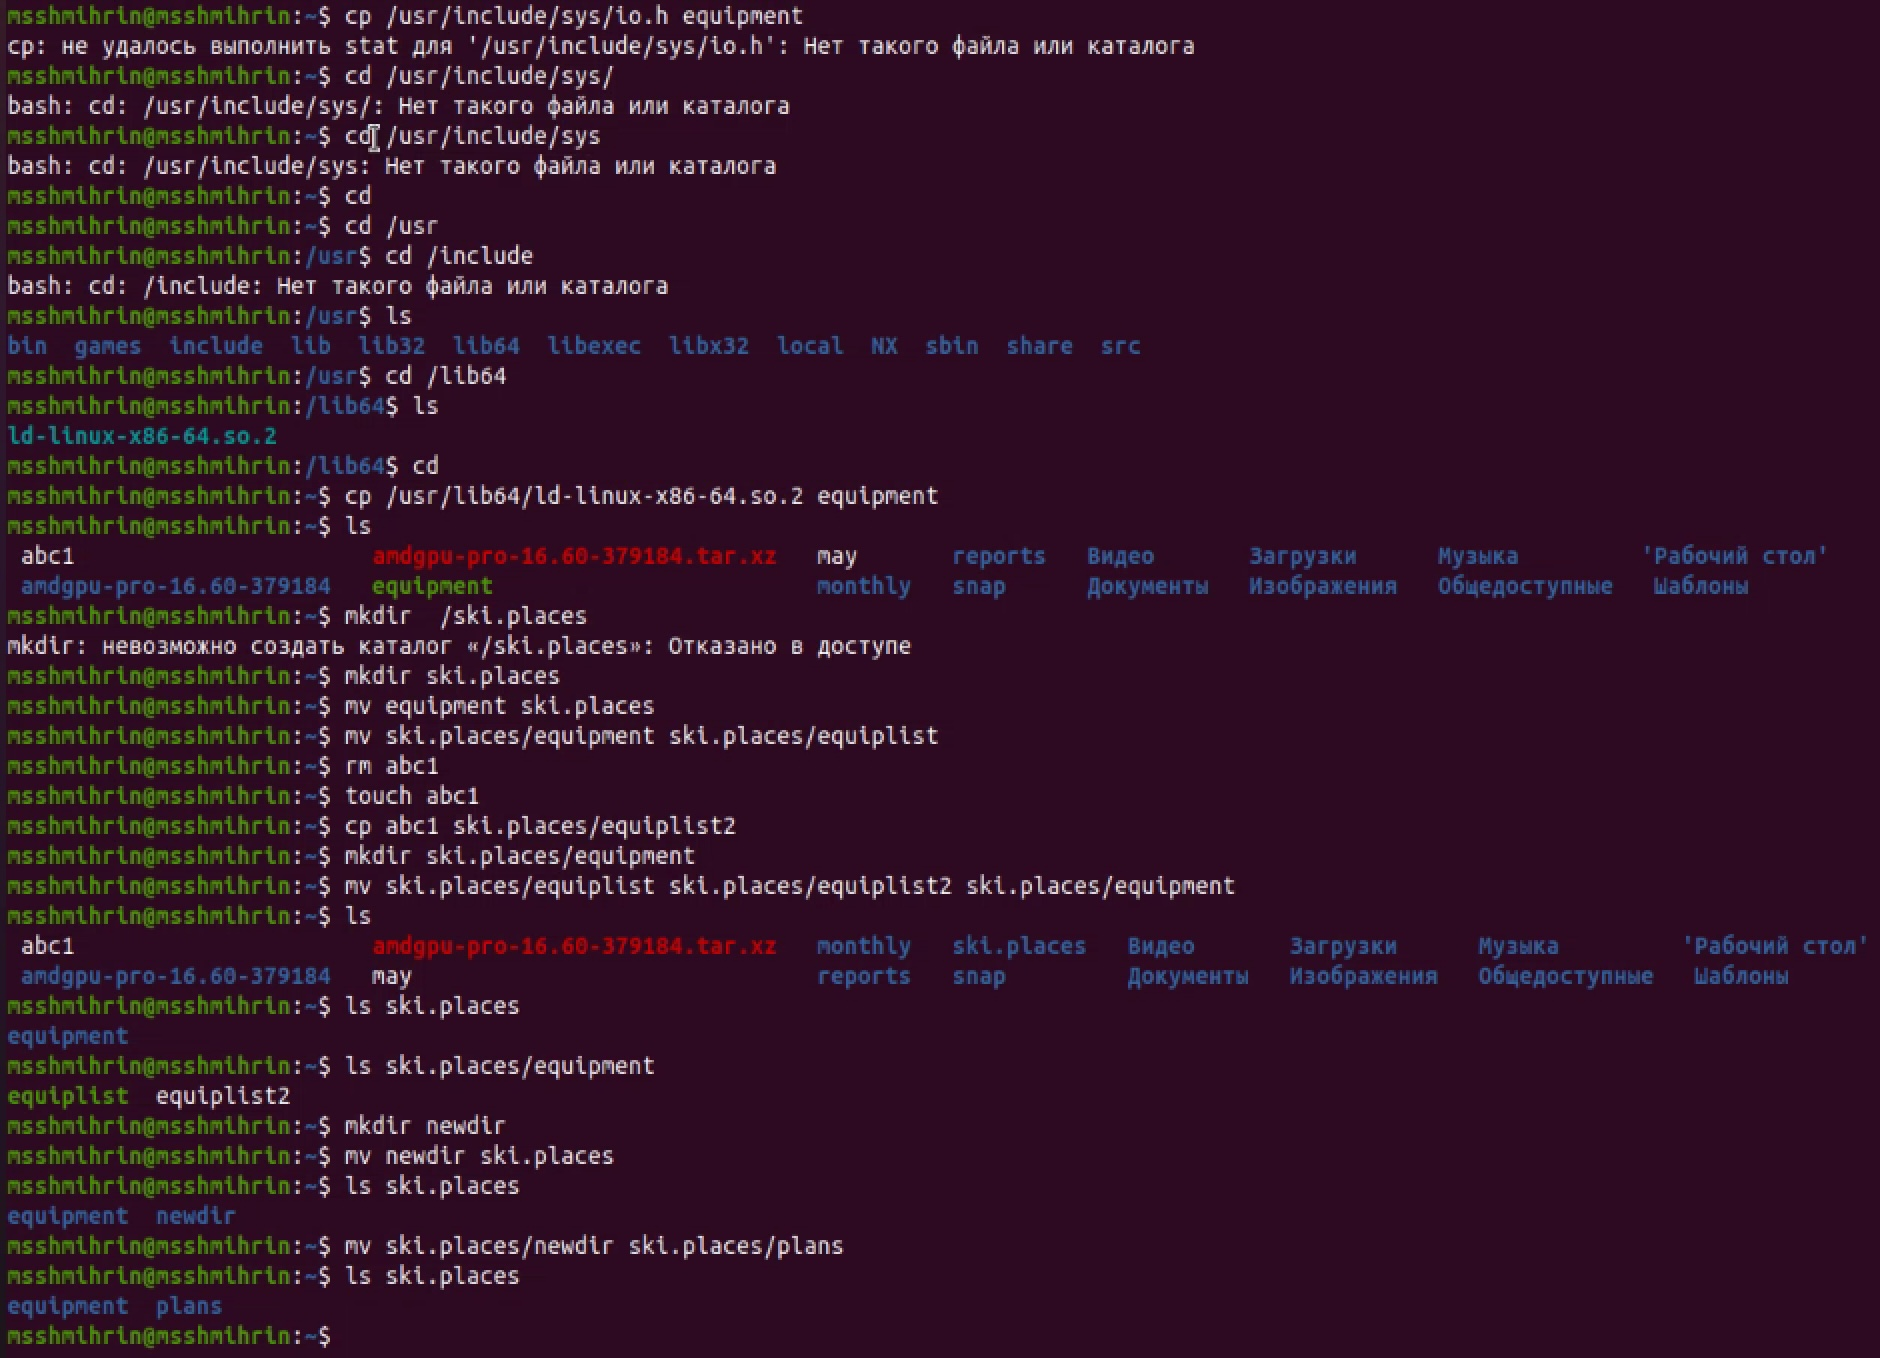 msshmihrin@msshmihrin:~$ cp /usr/include/sys/io.h equipment
cp: не удалось выполнить stat для '/usr/include/sys/io.h': Нет такого файла или каталога
msshmihrin@msshmihrin:~$ cd /usr/include/sys/
bash: cd: /usr/include/sys/: Нет такого файла или каталога
msshmihrin@msshmihrin:~$ cd /usr/include/sys
bash: cd: /usr/include/sys: Нет такого файла или каталога
msshmihrin@msshmihrin:~$ cd
msshmihrin@msshmihrin:~$ cd /usr
msshmihrin@msshmihrin:/usr$ cd /include
bash: cd: /include: Нет такого файла или каталога
msshmihrin@msshmihrin:/usr$ ls
bin games include lib lib32 lib64 libexec libx32 local NX sbin share src
msshmihrin@msshmihrin:/usr$ cd /lib64
msshmihrin@msshmihrin:/lib64$ ls
ld-linux-x86-64.so.2
msshmihrin@msshmihrin:/lib64$ cd
msshmihrin@msshmihrin:~$ cp /usr/lib64/ld-linux-x86-64.so.2 equipment
msshmihrin@msshmihrin:~$ ls
abc1 amdgpu-pro-16.60-379184.tar.xz may reports Видео Загрузки Музыка 'Рабочий стол'
amdgpu-pro-16.60-379184 equipment monthly snap Документы Изображения Общедоступные Шаблоны
msshmihrin@msshmihrin:~$ mkdir  /ski.places
mkdir: невозможно создать каталог «/ski.places»: Отказано в доступе
msshmihrin@msshmihrin:~$ mkdir ski.places
msshmihrin@msshmihrin:~$ mv equipment ski.places
msshmihrin@msshmihrin:~$ mv ski.places/equipment ski.places/equiplist
msshmihrin@msshmihrin:~$ rm abc1
msshmihrin@msshmihrin:~$ touch abc1
msshmihrin@msshmihrin:~$ cp abc1 ski.places/equiplist2
msshmihrin@msshmihrin:~$ mkdir ski.places/equipment
msshmihrin@msshmihrin:~$ mv ski.places/equiplist ski.places/equiplist2 ski.places/equipment
msshmihrin@msshmihrin:~$ ls
abc1 amdgpu-pro-16.60-379184.tar.xz monthly ski.places Видео Загрузки Музыка 'Рабочий стол'
amdgpu-pro-16.60-379184 may reports snap Документы Изображения Общедоступные Шаблоны
msshmihrin@msshmihrin:~$ ls ski.places
equipment
msshmihrin@msshmihrin:~$ ls ski.places/equipment
equiplist equiplist2
msshmihrin@msshmihrin:~$ mkdir newdir
msshmihrin@msshmihrin:~$ mv newdir ski.places
msshmihrin@msshmihrin:~$ ls ski.places
equipment newdir
msshmihrin@msshmihrin:~$ mv ski.places/newdir ski.places/plans
msshmihrin@msshmihrin:~$ ls ski.places
equipment plans
msshmihrin@msshmihrin:~$